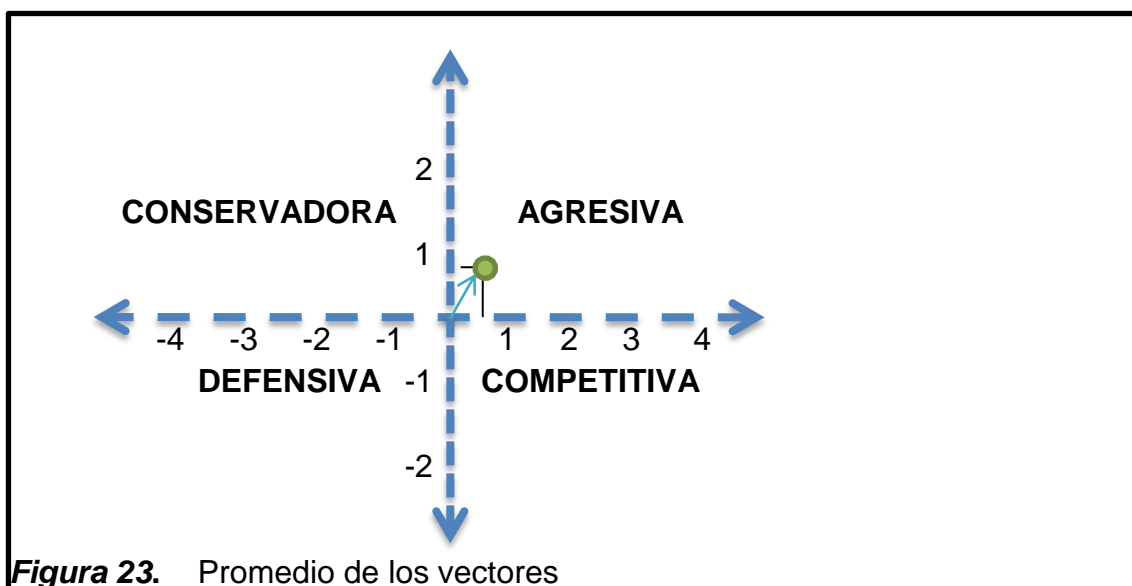 2
CONSERVADORA AGRESIVA
1
-4 -3 -2 -1 1 2 3 4
DEFENSIVA -1 COMPETITIVA
-2
Figura 23. Promedio de los vectores